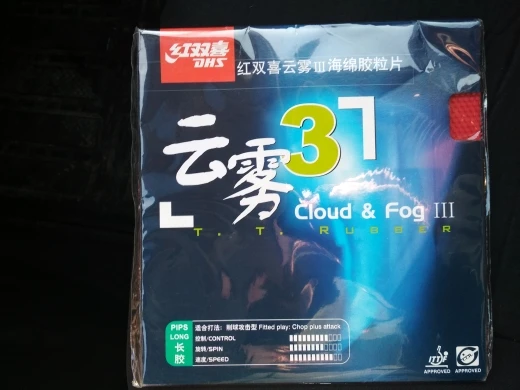 红双喜
DHS
红双喜云雾III海绵胶粒片
云雾3
Cloud & Fog III
T. T. RUBBER
PIPS
LONG
长胶
适合打法：削球攻击型 Fitted play: Chop plus attack
控制/CONTROL
旋转/SPIN
速度/SPEED
ITTF
APPROVED
APPROVED